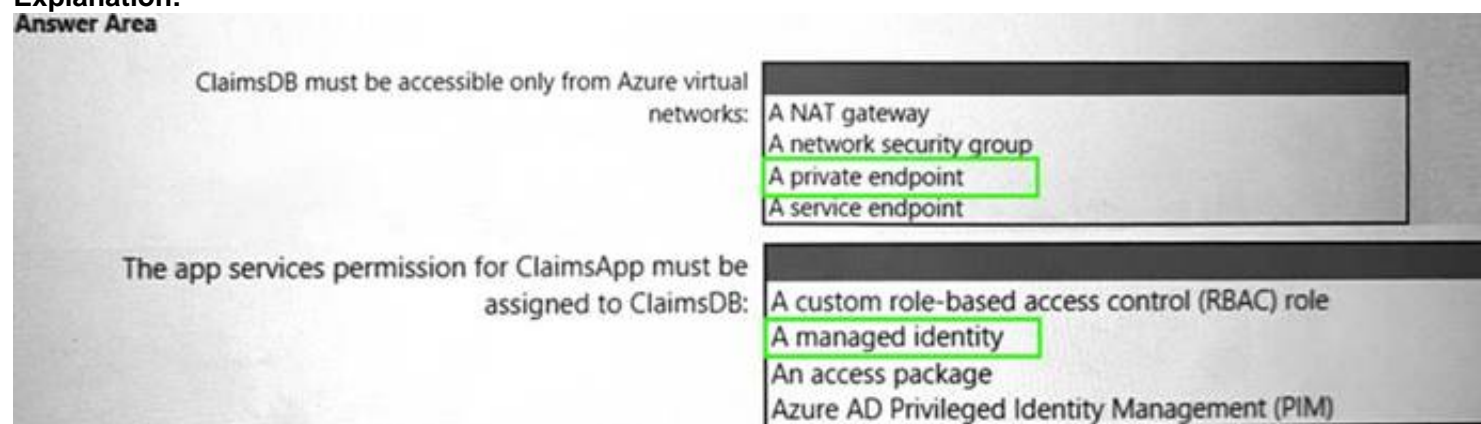 Explanation:
Answer Area
ClaimsDB must be accessible only from Azure virtual
networks:
A NAT gateway
A network security group
A private endpoint
A service endpoint
The app services permission for ClaimsApp must be
assigned to ClaimsDB:
A custom role-based access control (RBAC) role
A managed identity
An access package
Azure AD Privileged Identity Management (PIM)